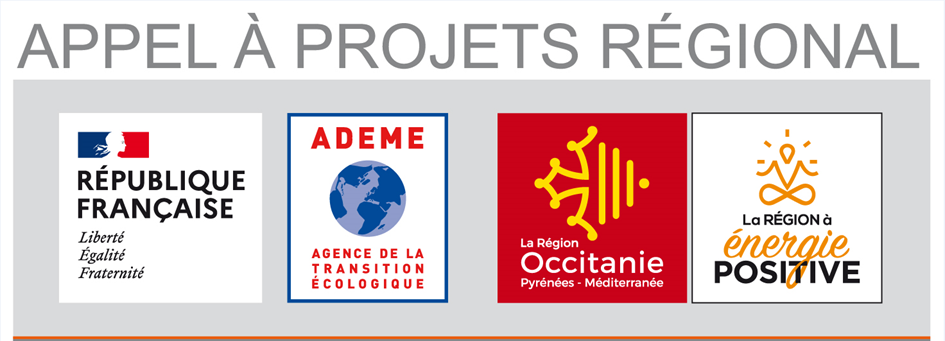 APPEL À PROJETS RÉGIONAL
RÉPUBLIQUE
FRANÇAISE
Liberté
Égalité
Fraternité
ADEME
AGENCE DE LA
TRANSITION
ÉCOLOGIQUE
La Région
Occitanie
Pyrénées - Méditerranée
La RÉGION à
énergie
POSITIVE